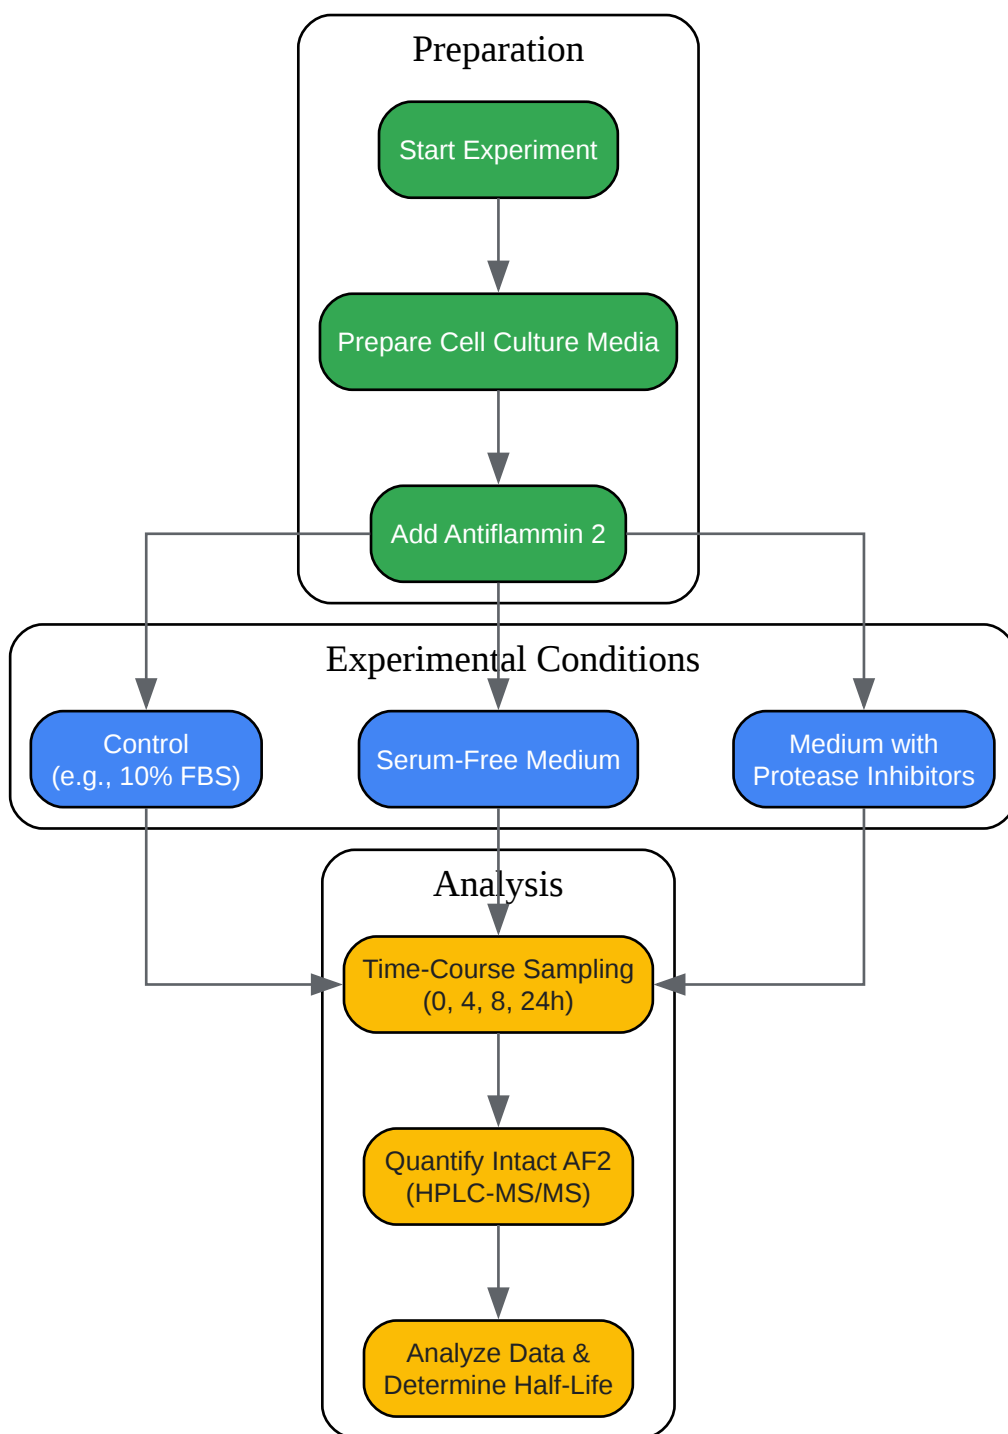 Preparation
Start Experiment
Prepare Cell Culture Media
Add Antiflammin 2
Experimental Conditions
Control
(e.g., 10% FBS)
Serum-Free Medium
Medium with
Protease Inhibitors
Analysis
Time-Course Sampling
(0, 4, 8, 24h)
Quantify Intact AF2
(HPLC-MS/MS)
Analyze Data &
Determine Half-Life